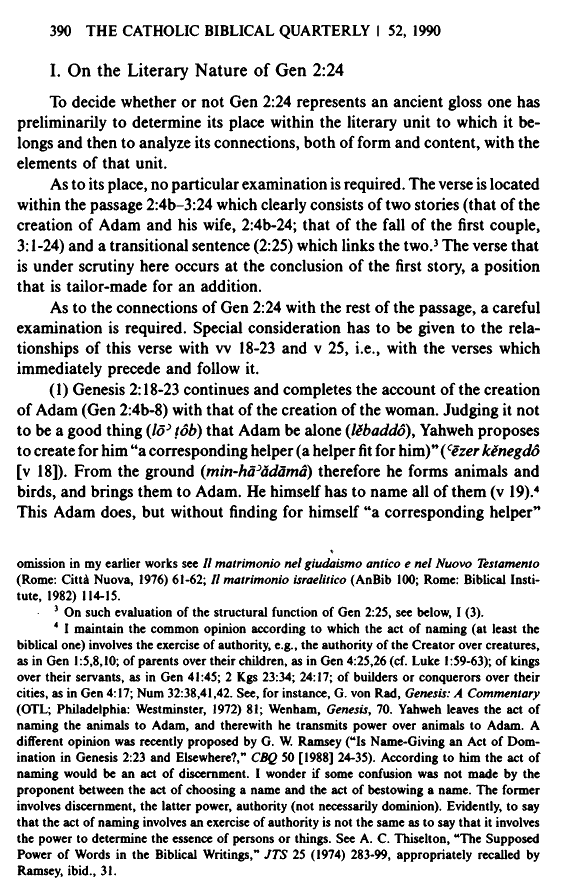 390 THE CATHOLIC BIBLICAL QUARTERLY | 52, 1990
I. On the Literary Nature of Gen 2:24
To decide whether or not Gen 2:24 represents an ancient gloss one has
preliminarily to determine its place within the literary unit to which it be-
longs and then to analyze its connections, both of form and content, with the
elements of that unit.
As to its place, no particular examination is required. The verse is located
within the passage 2:4b–3:24 which clearly consists of two stories (that of the
creation of Adam and his wife, 2:4b-24; that of the fall of the first couple,
3:1-24) and a transitional sentence (2:25) which links the two.³ The verse that
is under scrutiny here occurs at the conclusion of the first story, a position
that is tailor-made for an addition.
As to the connections of Gen 2:24 with the rest of the passage, a careful
examination is required. Special consideration has to be given to the rela-
tionships of this verse with vv 18-23 and v 25, i.e., with the verses which
immediately precede and follow it.
(1) Genesis 2:18-23 continues and completes the account of the creation
of Adam (Gen 2:4b-8) with that of the creation of the woman. Judging it not
to be a good thing (lōʾ ṭôb) that Adam be alone (lĕbaddô), Yahweh proposes
to create for him “a corresponding helper (a helper fit for him)” (ʿēzer kĕnegdô
[v 18]). From the ground (min-hāʾădāmâ) therefore he forms animals and
birds, and brings them to Adam. He himself has to name all of them (v 19).⁴
This Adam does, but without finding for himself “a corresponding helper”
omission in my earlier works see Il matrimonio nel giudaismo antico e nel Nuovo Testamento
(Rome: Città Nuova, 1976) 61-62; Il matrimonio israelitico (AnBib 100; Rome: Biblical Insti-
tute, 1982) 114-15.
³ On such evaluation of the structural function of Gen 2:25, see below, I (3).
⁴ I maintain the common opinion according to which the act of naming (at least the
biblical one) involves the exercise of authority, e.g., the authority of the Creator over creatures,
as in Gen 1:5,8,10; of parents over their children, as in Gen 4:25,26 (cf. Luke 1:59-63); of kings
over their servants, as in Gen 41:45; 2 Kgs 23:34; 24:17; of builders or conquerors over their
cities, as in Gen 4:17; Num 32:38,41,42. See, for instance, G. von Rad, Genesis: A Commentary
(OTL; Philadelphia: Westminster, 1972) 81; Wenham, Genesis, 70. Yahweh leaves the act of
naming the animals to Adam, and therewith he transmits power over animals to Adam. A
different opinion was recently proposed by G. W. Ramsey (“Is Name-Giving an Act of Dom-
ination in Genesis 2:23 and Elsewhere?,” CBQ 50 [1988] 24-35). According to him the act of
naming would be an act of discernment. I wonder if some confusion was not made by the
proponent between the act of choosing a name and the act of bestowing a name. The former
involves discernment, the latter power, authority (not necessarily dominion). Evidently, to say
that the act of naming involves an exercise of authority is not the same as to say that it involves
the power to determine the essence of persons or things. See A. C. Thiselton, “The Supposed
Power of Words in the Biblical Writings,” JTS 25 (1974) 283-99, appropriately recalled by
Ramsey, ibid., 31.